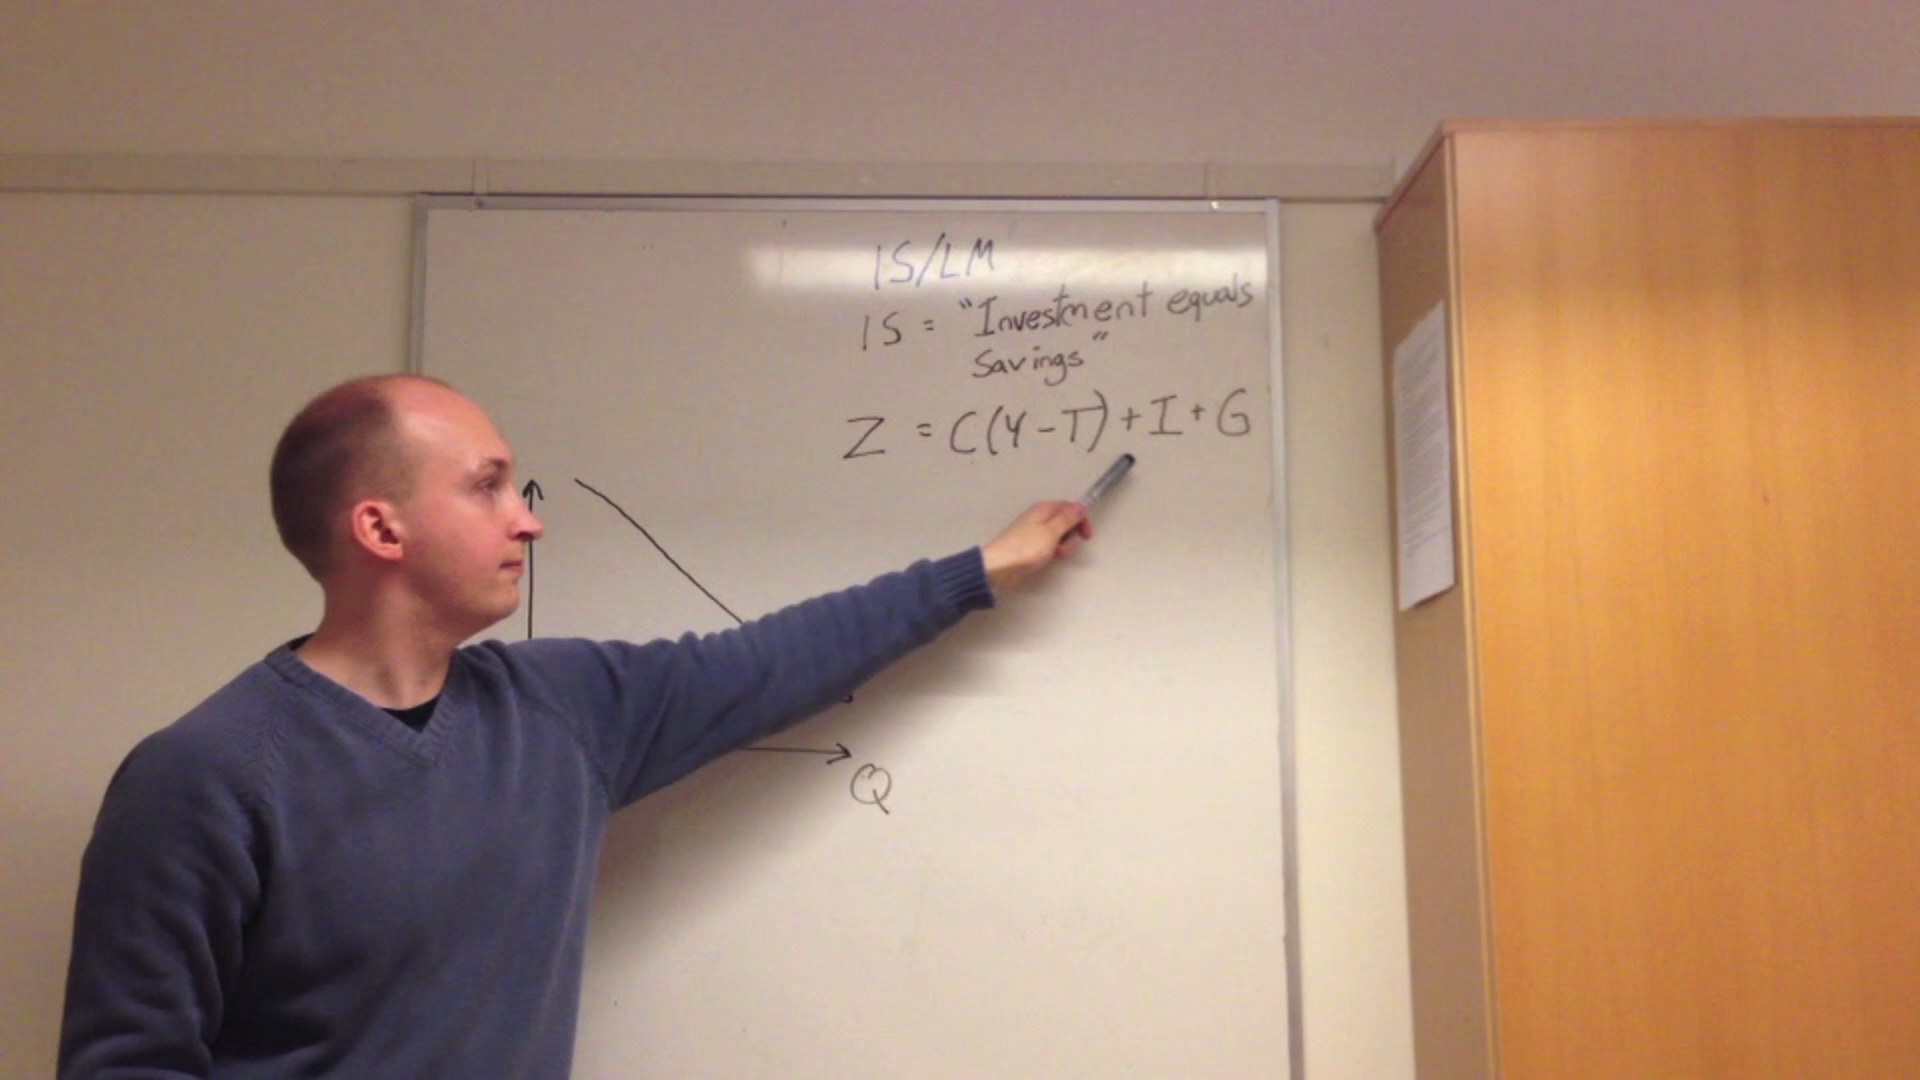 IS/LM
IS = "Investment equals
Savings"
Z = C(Y-T)+I+G
Q